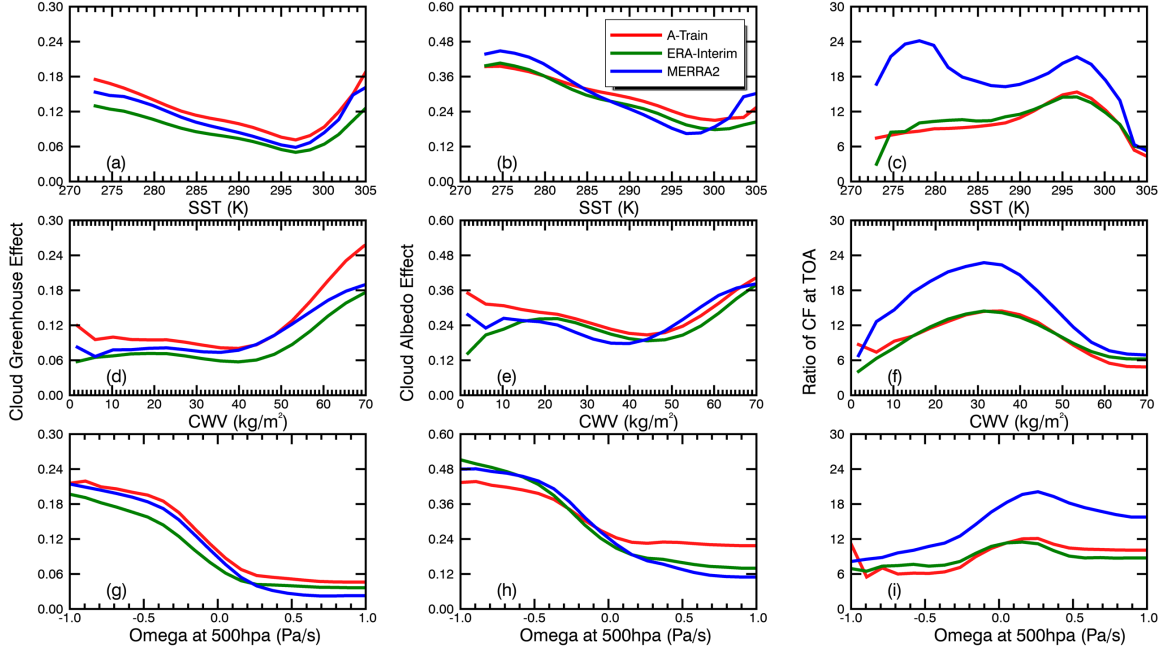 0.30
0.24
0.18
0.12
0.06
0.00
(a)
270 275 280 285 290 295 300 305
SST (K)
0.60
0.48
0.36
0.24
0.12
0.00
(b)
A-Train
ERA-Interim
MERRA2
270 275 280 285 290 295 300 305
SST (K)
30
24
18
12
6
0
(c)
270 275 280 285 290 295 300 305
SST (K)
Cloud Greenhouse Effect
0.30
0.24
0.18
0.12
0.06
0.00
(d)
0 10 20 30 40 50 60 70
CWV (kg/m²)
Cloud Albedo Effect
0.60
0.48
0.36
0.24
0.12
0.00
(e)
0 10 20 30 40 50 60 70
CWV (kg/m²)
Ratio of CF at TOA
30
24
18
12
6
0
(f)
0 10 20 30 40 50 60 70
CWV (kg/m²)
0.30
0.24
0.18
0.12
0.06
0.00
(g)
-1.0 -0.5 0.0 0.5 1.0
Omega at 500hpa (Pa/s)
0.60
0.48
0.36
0.24
0.12
0.00
(h)
-1.0 -0.5 0.0 0.5 1.0
Omega at 500hpa (Pa/s)
30
24
18
12
6
0
(i)
-1.0 -0.5 0.0 0.5 1.0
Omega at 500hpa (Pa/s)